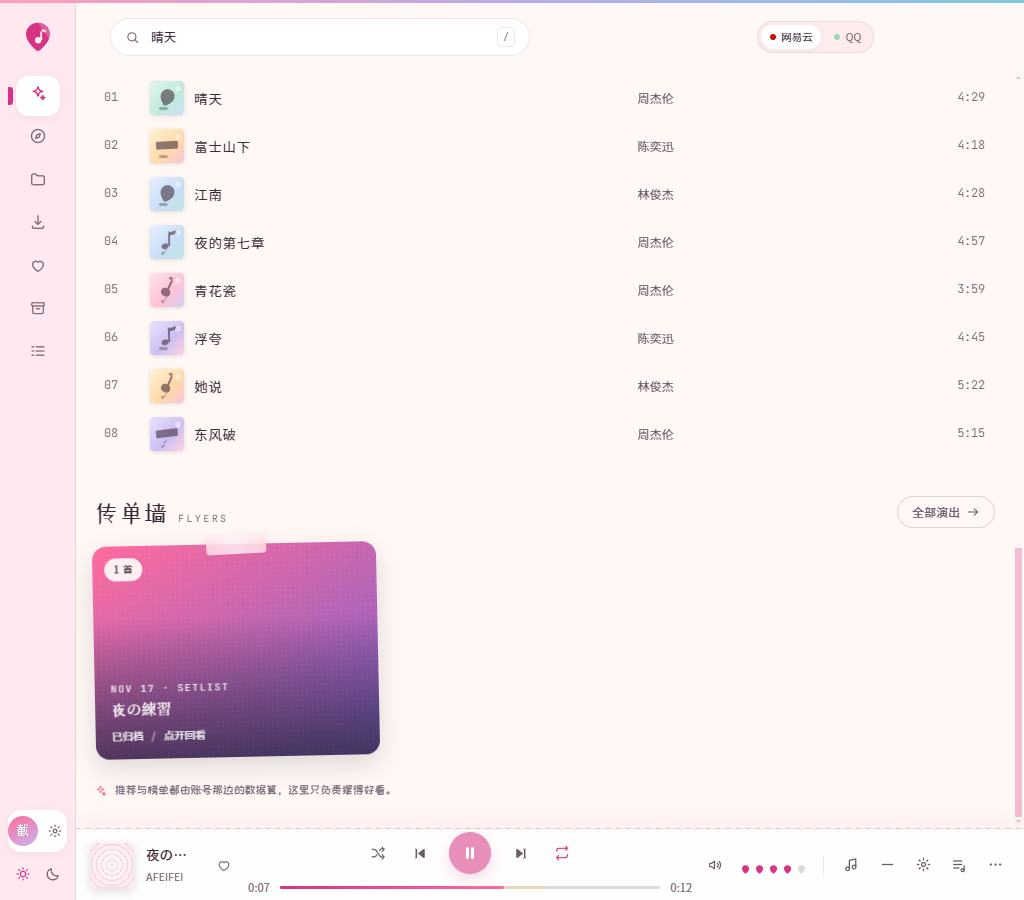 晴天
/
网易云
QQ
01 晴天 周杰伦 4:29
02 富士山下 陈奕迅 4:18
03 江南 林俊杰 4:28
04 夜的第七章 周杰伦 4:57
05 青花瓷 周杰伦 3:59
06 浮夸 陈奕迅 4:45
07 她说 林俊杰 5:22
08 东风破 周杰伦 5:15
传单墙 FLYERS
全部演出
1 首
NOV 17 · SETLIST
夜の練習
已归档 / 点开回看
推荐与榜单都由账号那边的数据算，这里只负责摆得好看。
截
夜の…
AFEIFEI
0:07
0:12